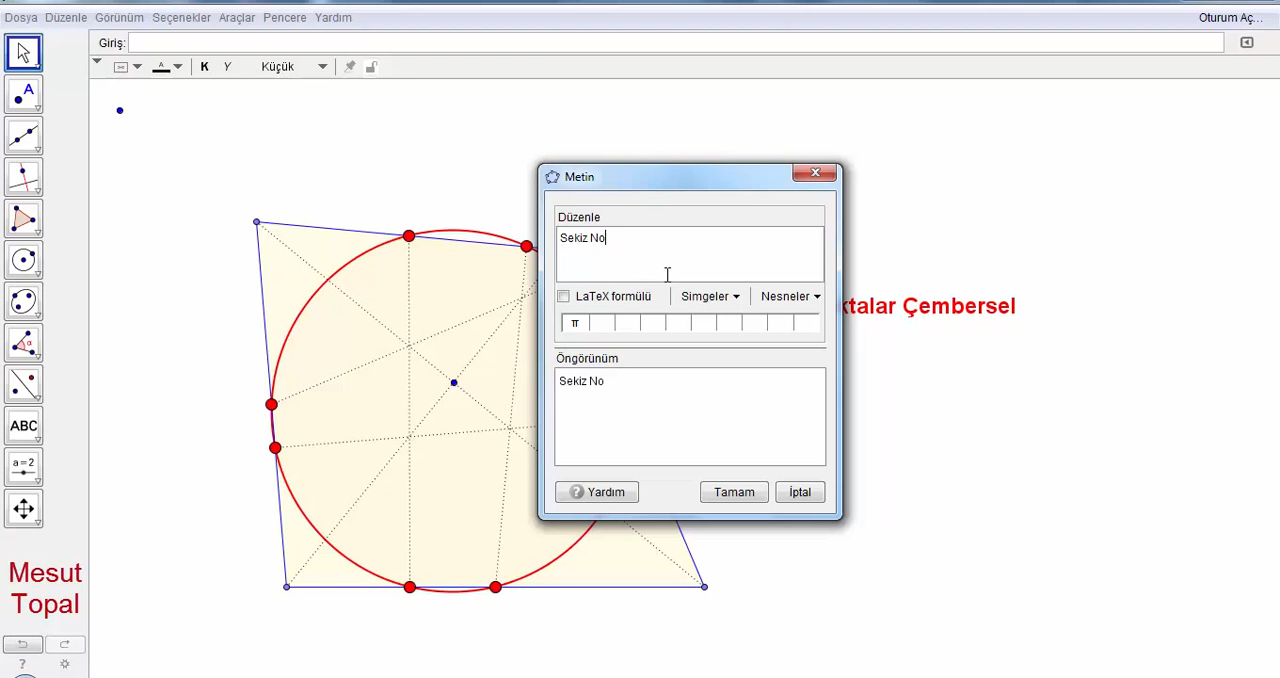 Dosya Düzenle Görünüm Seçenekler Araçlar Pencere Yardım
Oturum Aç...
Giriş:
A K Y Küçük
A
Metin
Düzenle
Sekiz No
LaTeX formülü Simgeler Nesneler
π
ktalar Çembersel
Öngörünüm
Sekiz No
α
ABC
a=2
? Yardım Tamam İptal
Mesut
Topal
?